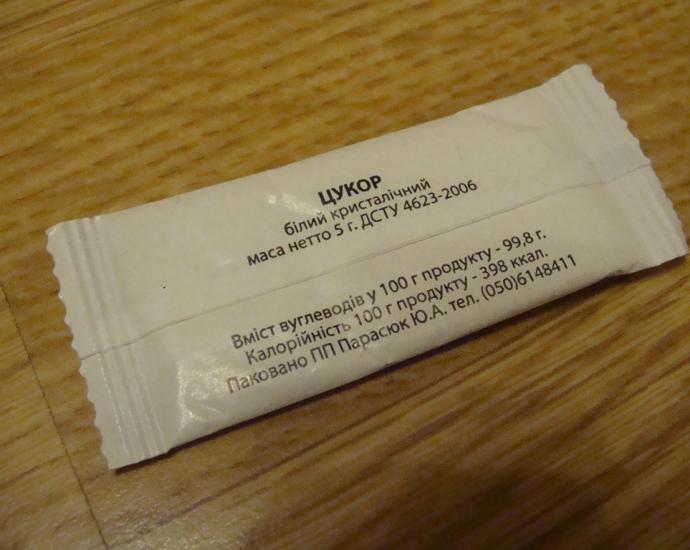 ЦУКОР
білий кристалічний
маса нетто 5 г. ДСТУ 4623-2006
Вміст вуглеводів у 100 г продукту - 99,8 г.
Калорійність 100 г продукту - 398 ккал.
Паковано ПП Парасюк Ю.А. тел. (050)6148411